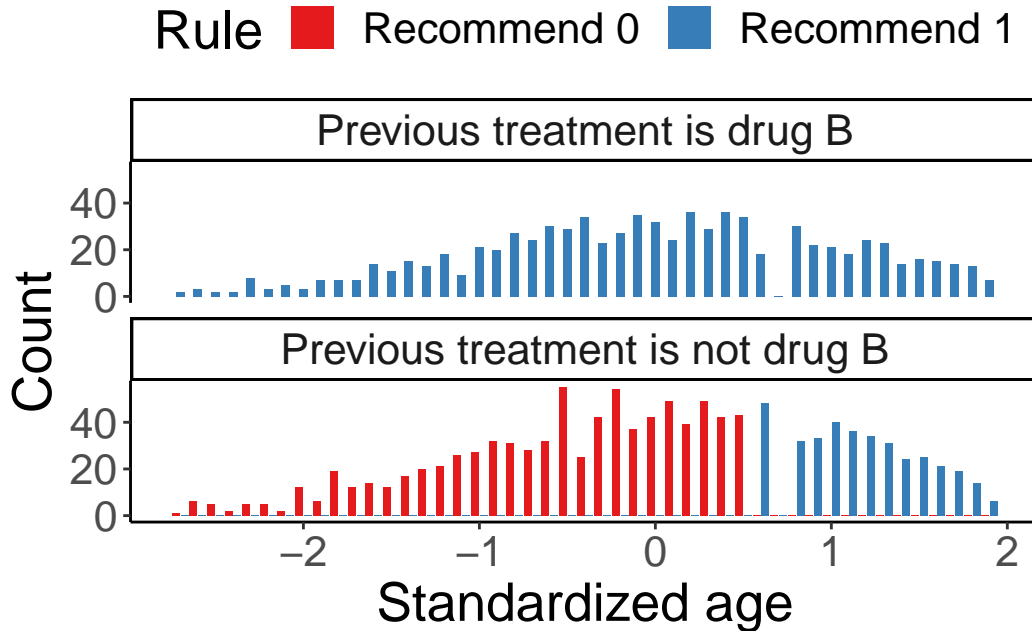 Rule Recommend 0 Recommend 1
Previous treatment is drug B
40
20
0
Previous treatment is not drug B
40
20
0
Count
−2 −1 0 1 2
Standardized age